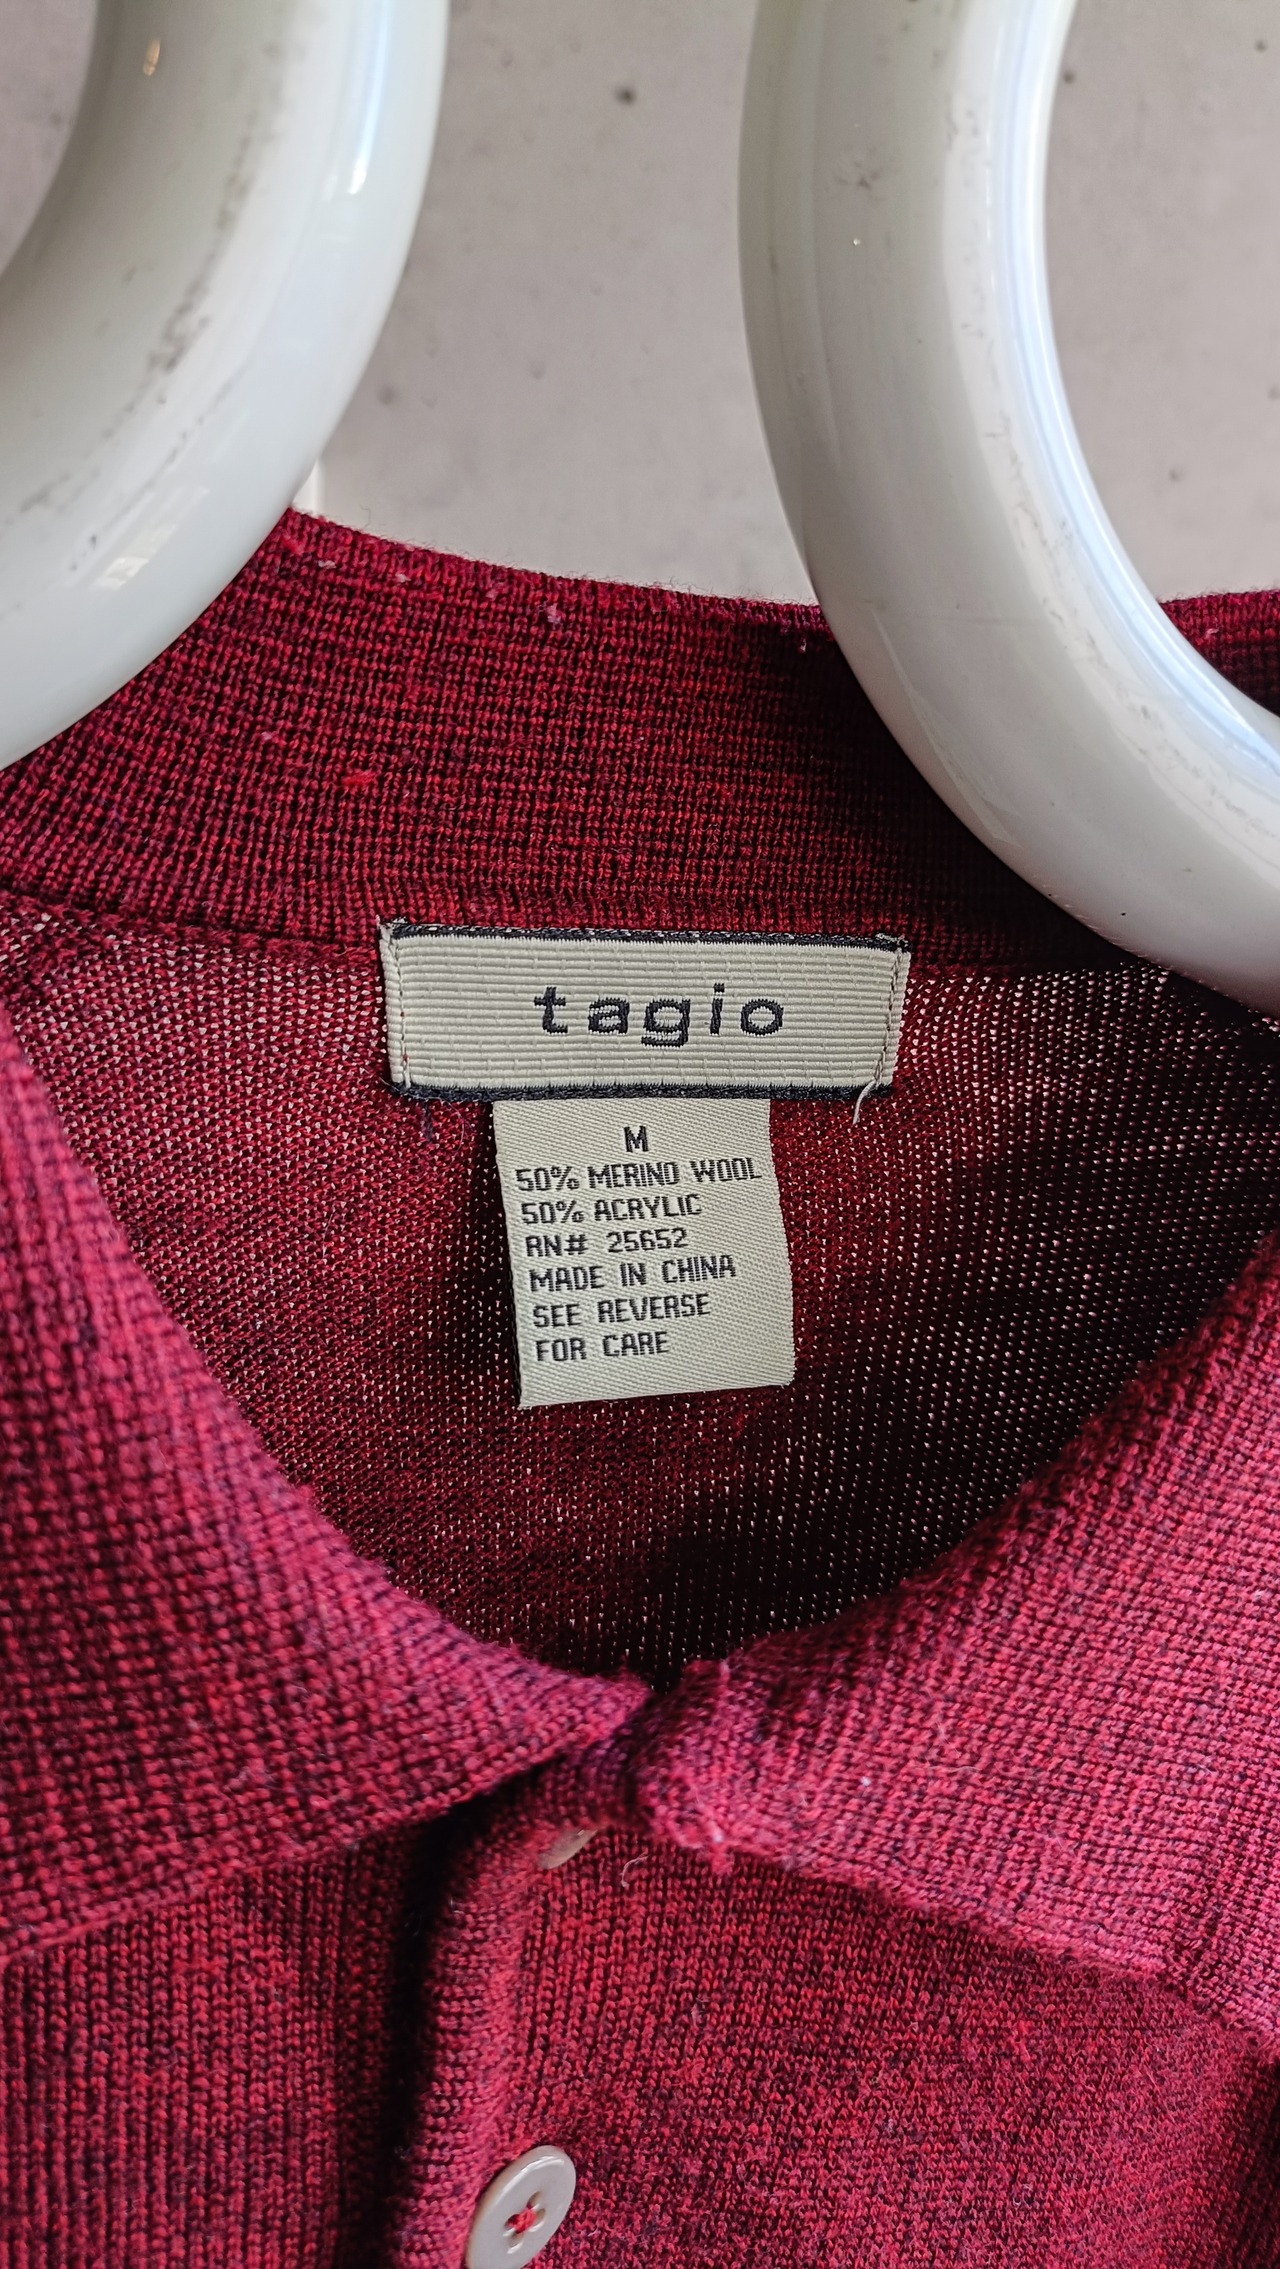 tagio
M
50% MERINO WOOL
50% ACRYLIC
RN# 25652
MADE IN CHINA
SEE REVERSE
FOR CARE